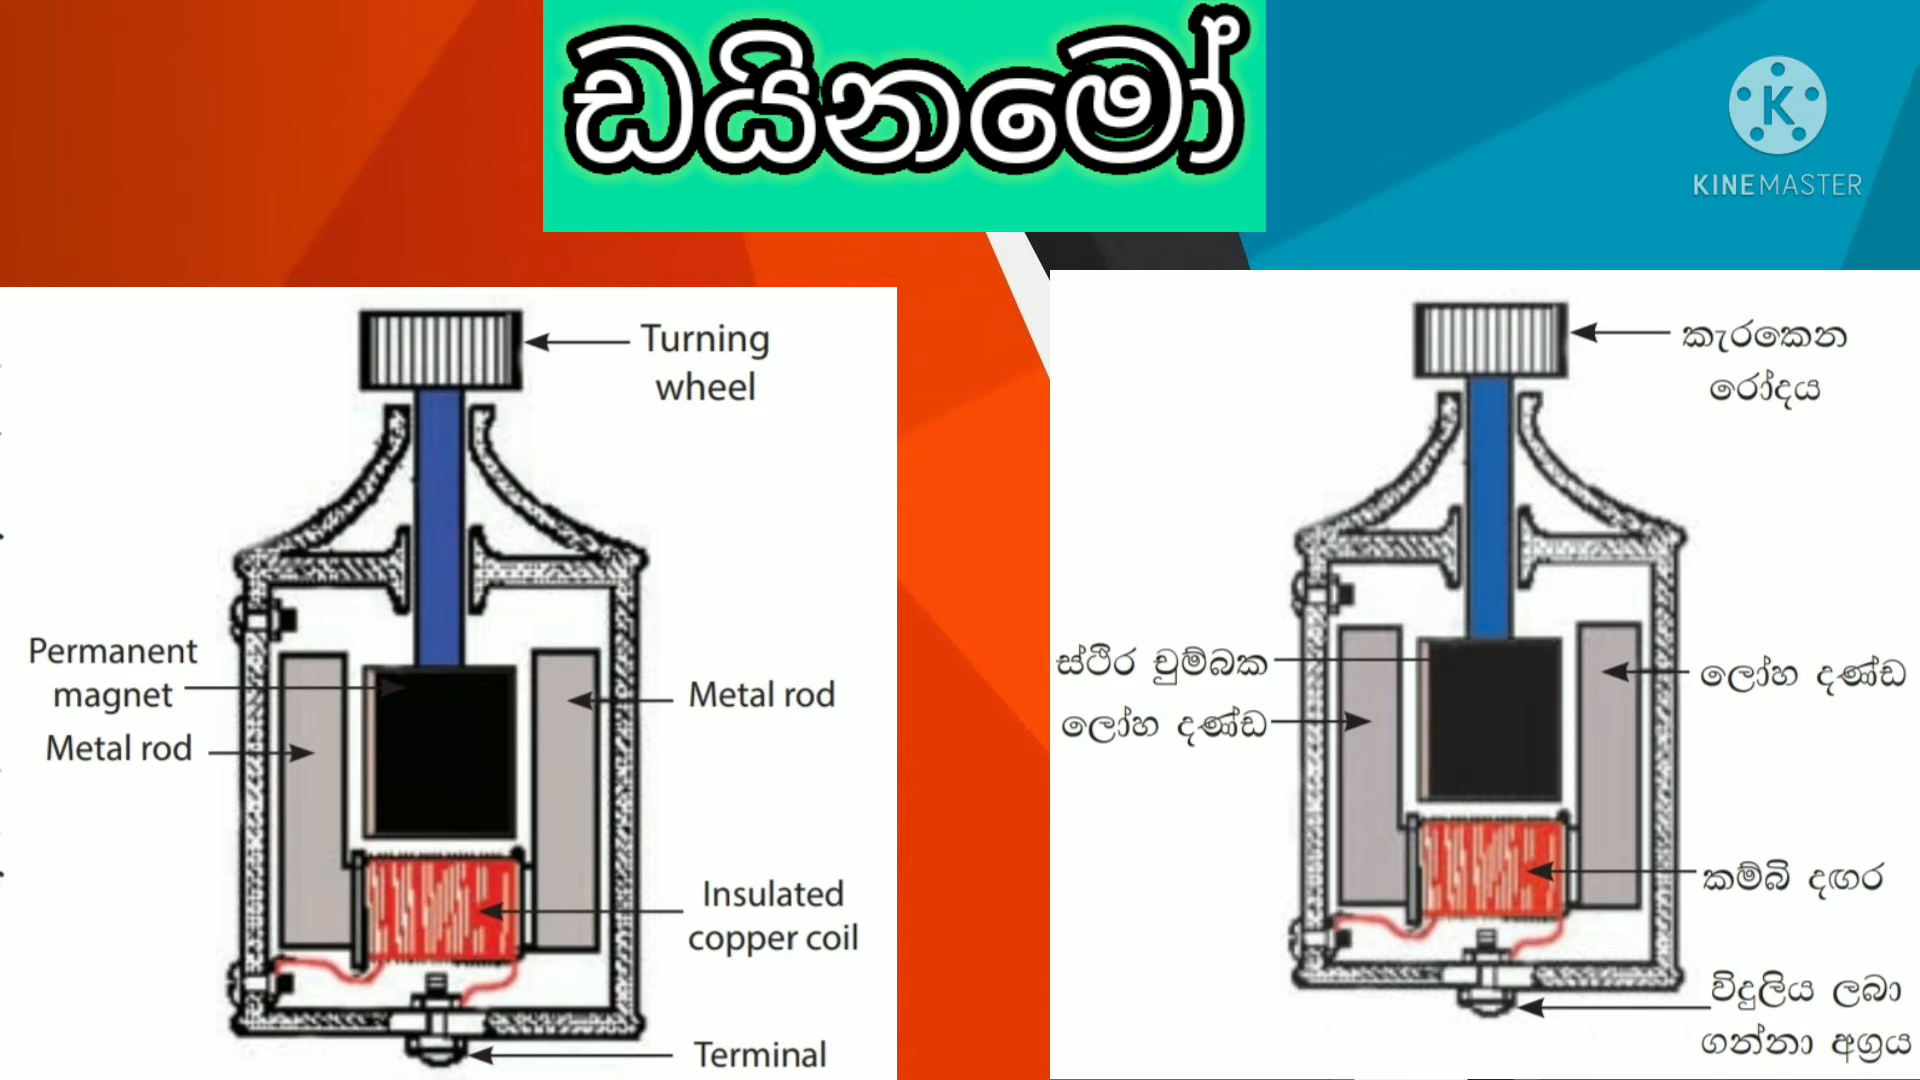 ඩයිනමෝ
KINEMASTER
Turning
wheel
Permanent
magnet
Metal rod
Metal rod
Insulated
copper coil
Terminal
කැරකෙන
රෝදය
ස්ථිර චුම්බක
ලෝහ දණ්ඩ
ලෝහ දණ්ඩ
කම්බි දඟර
විදුලිය ලබා
ගන්නා අග්‍රය